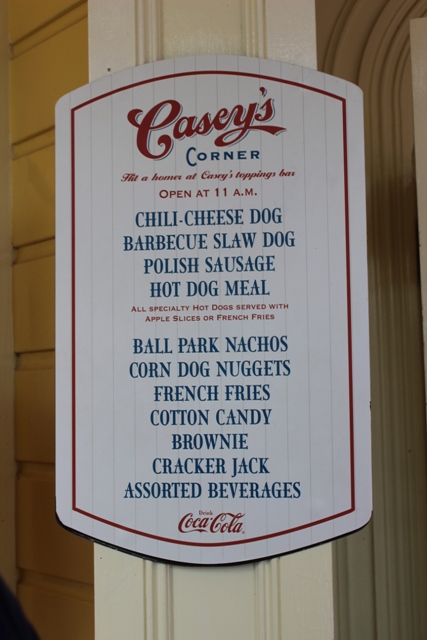 Casey's
CORNER
Hit a homer at Casey's toppings bar
OPEN AT 11 A.M.
CHILI-CHEESE DOG
BARBECUE SLAW DOG
POLISH SAUSAGE
HOT DOG MEAL
ALL SPECIALTY HOT DOGS SERVED WITH
APPLE SLICES OR FRENCH FRIES
BALL PARK NACHOS
CORN DOG NUGGETS
FRENCH FRIES
COTTON CANDY
BROWNIE
CRACKER JACK
ASSORTED BEVERAGES
Drink
Coca-Cola